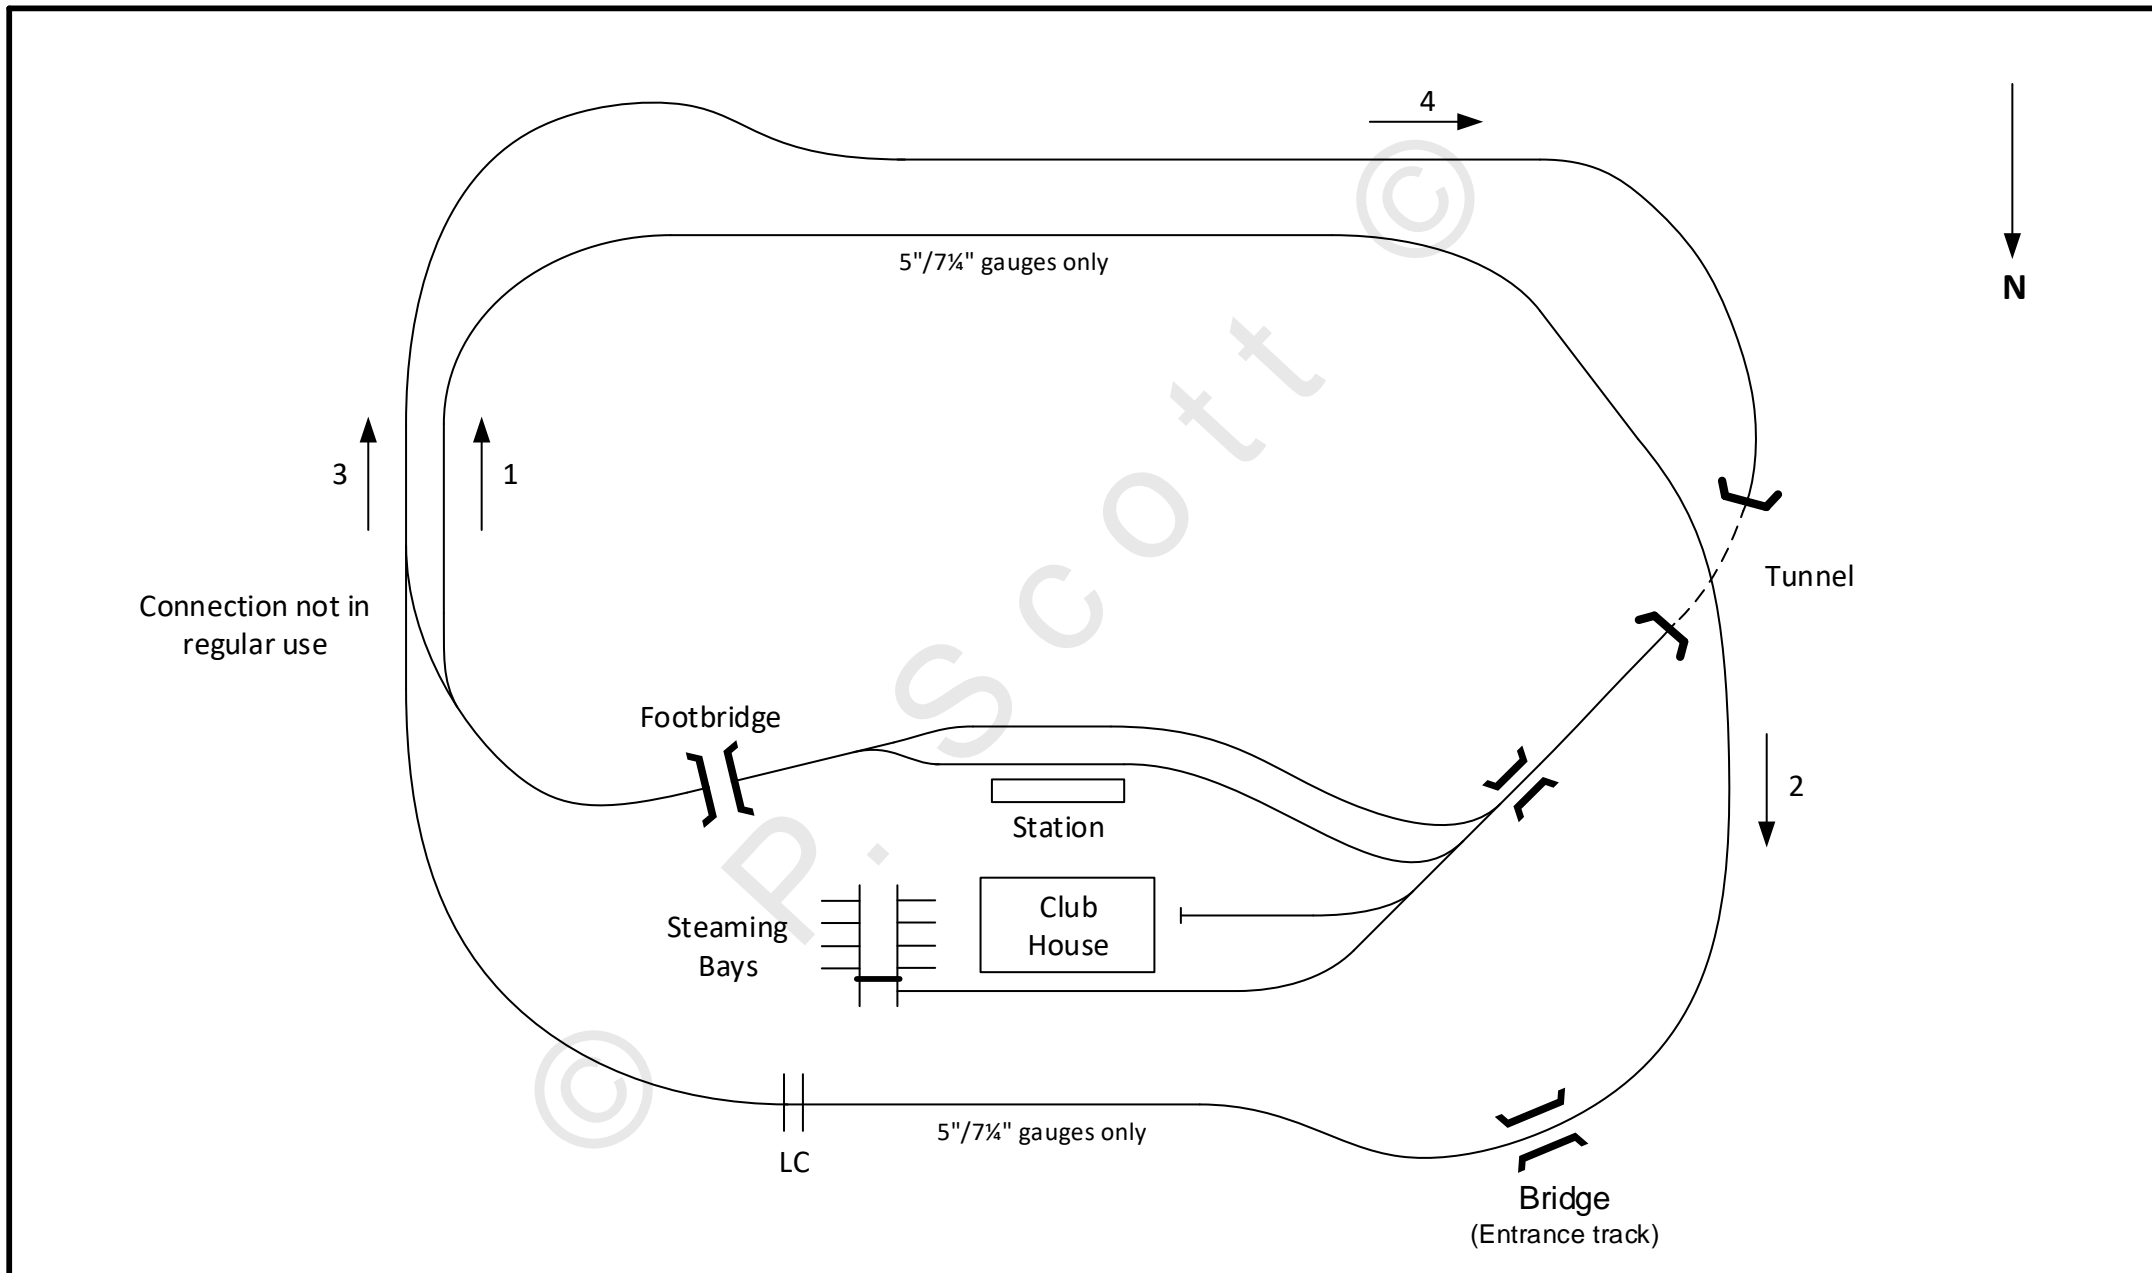 4
N
5"/7¼" gauges only
3
1
Tunnel
Connection not in
regular use
Footbridge
2
Station
Club
House
Steaming
Bays
5"/7¼" gauges only
LC
Bridge
(Entrance track)
© P. Scott ©